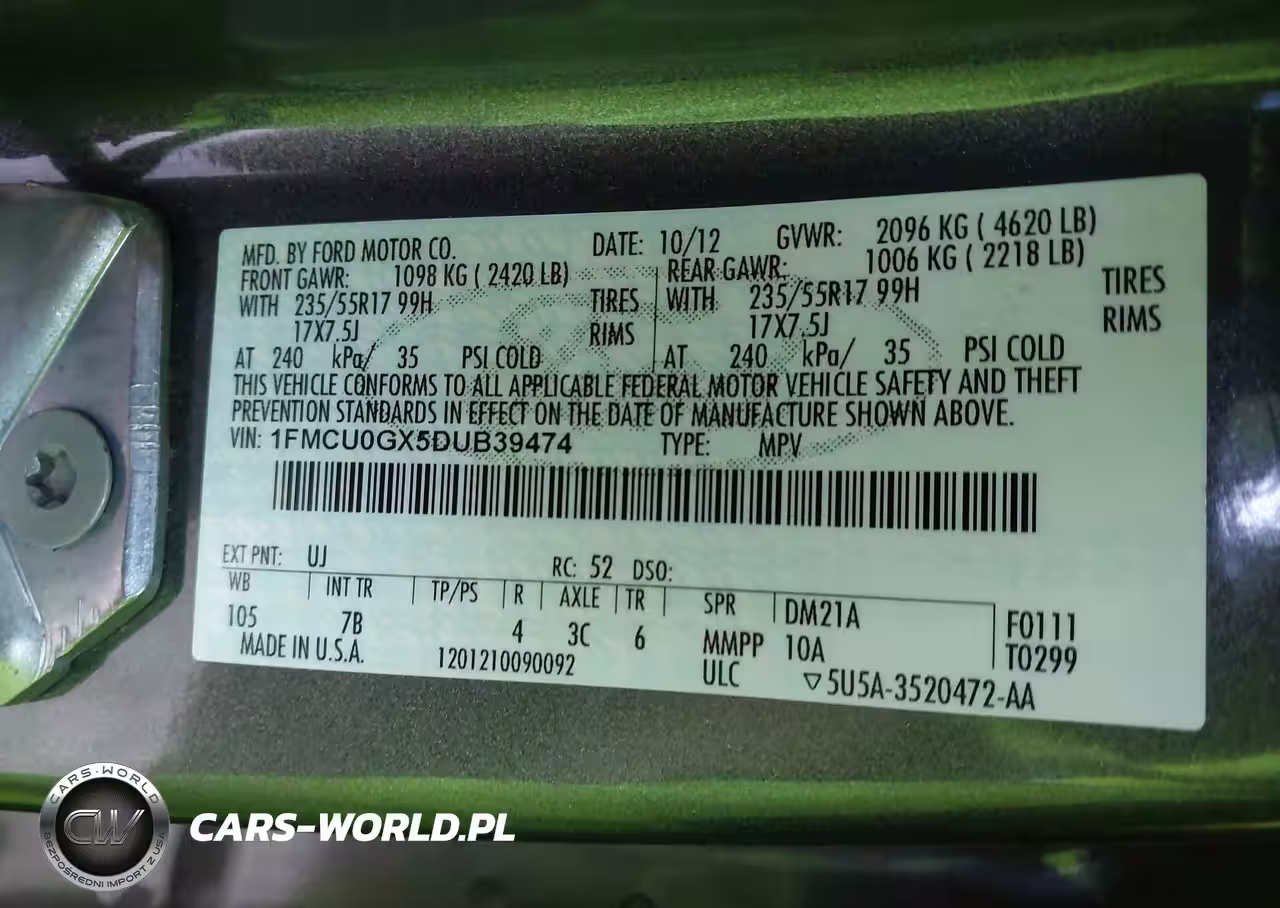 MFD. BY FORD MOTOR CO. DATE: 10/12 GVWR: 2096 KG ( 4620 LB)
FRONT GAWR: 1098 KG ( 2420 LB) REAR GAWR: 1006 KG ( 2218 LB)
WITH 235/55R17 99H TIRES WITH 235/55R17 99H TIRES
17X7.5J RIMS 17X7.5J RIMS
AT 240 kPa/ 35 PSI COLD AT 240 kPa/ 35 PSI COLD
THIS VEHICLE CONFORMS TO ALL APPLICABLE FEDERAL MOTOR VEHICLE SAFETY AND THEFT
PREVENTION STANDARDS IN EFFECT ON THE DATE OF MANUFACTURE SHOWN ABOVE.
VIN: 1FMCU0GX5DUB39474 TYPE: MPV
EXT PNT: UJ RC: 52 DSO:
WB INT TR TP/PS R AXLE TR SPR DM21A F0111
105 7B 4 3C 6 MMPP 10A T0299
MADE IN U.S.A. 1201210090092 ULC ▽5U5A-3520472-AA
CARS-WORLD
CW
BEZPOŚREDNI IMPORT Z USA
CARS-WORLD.PL